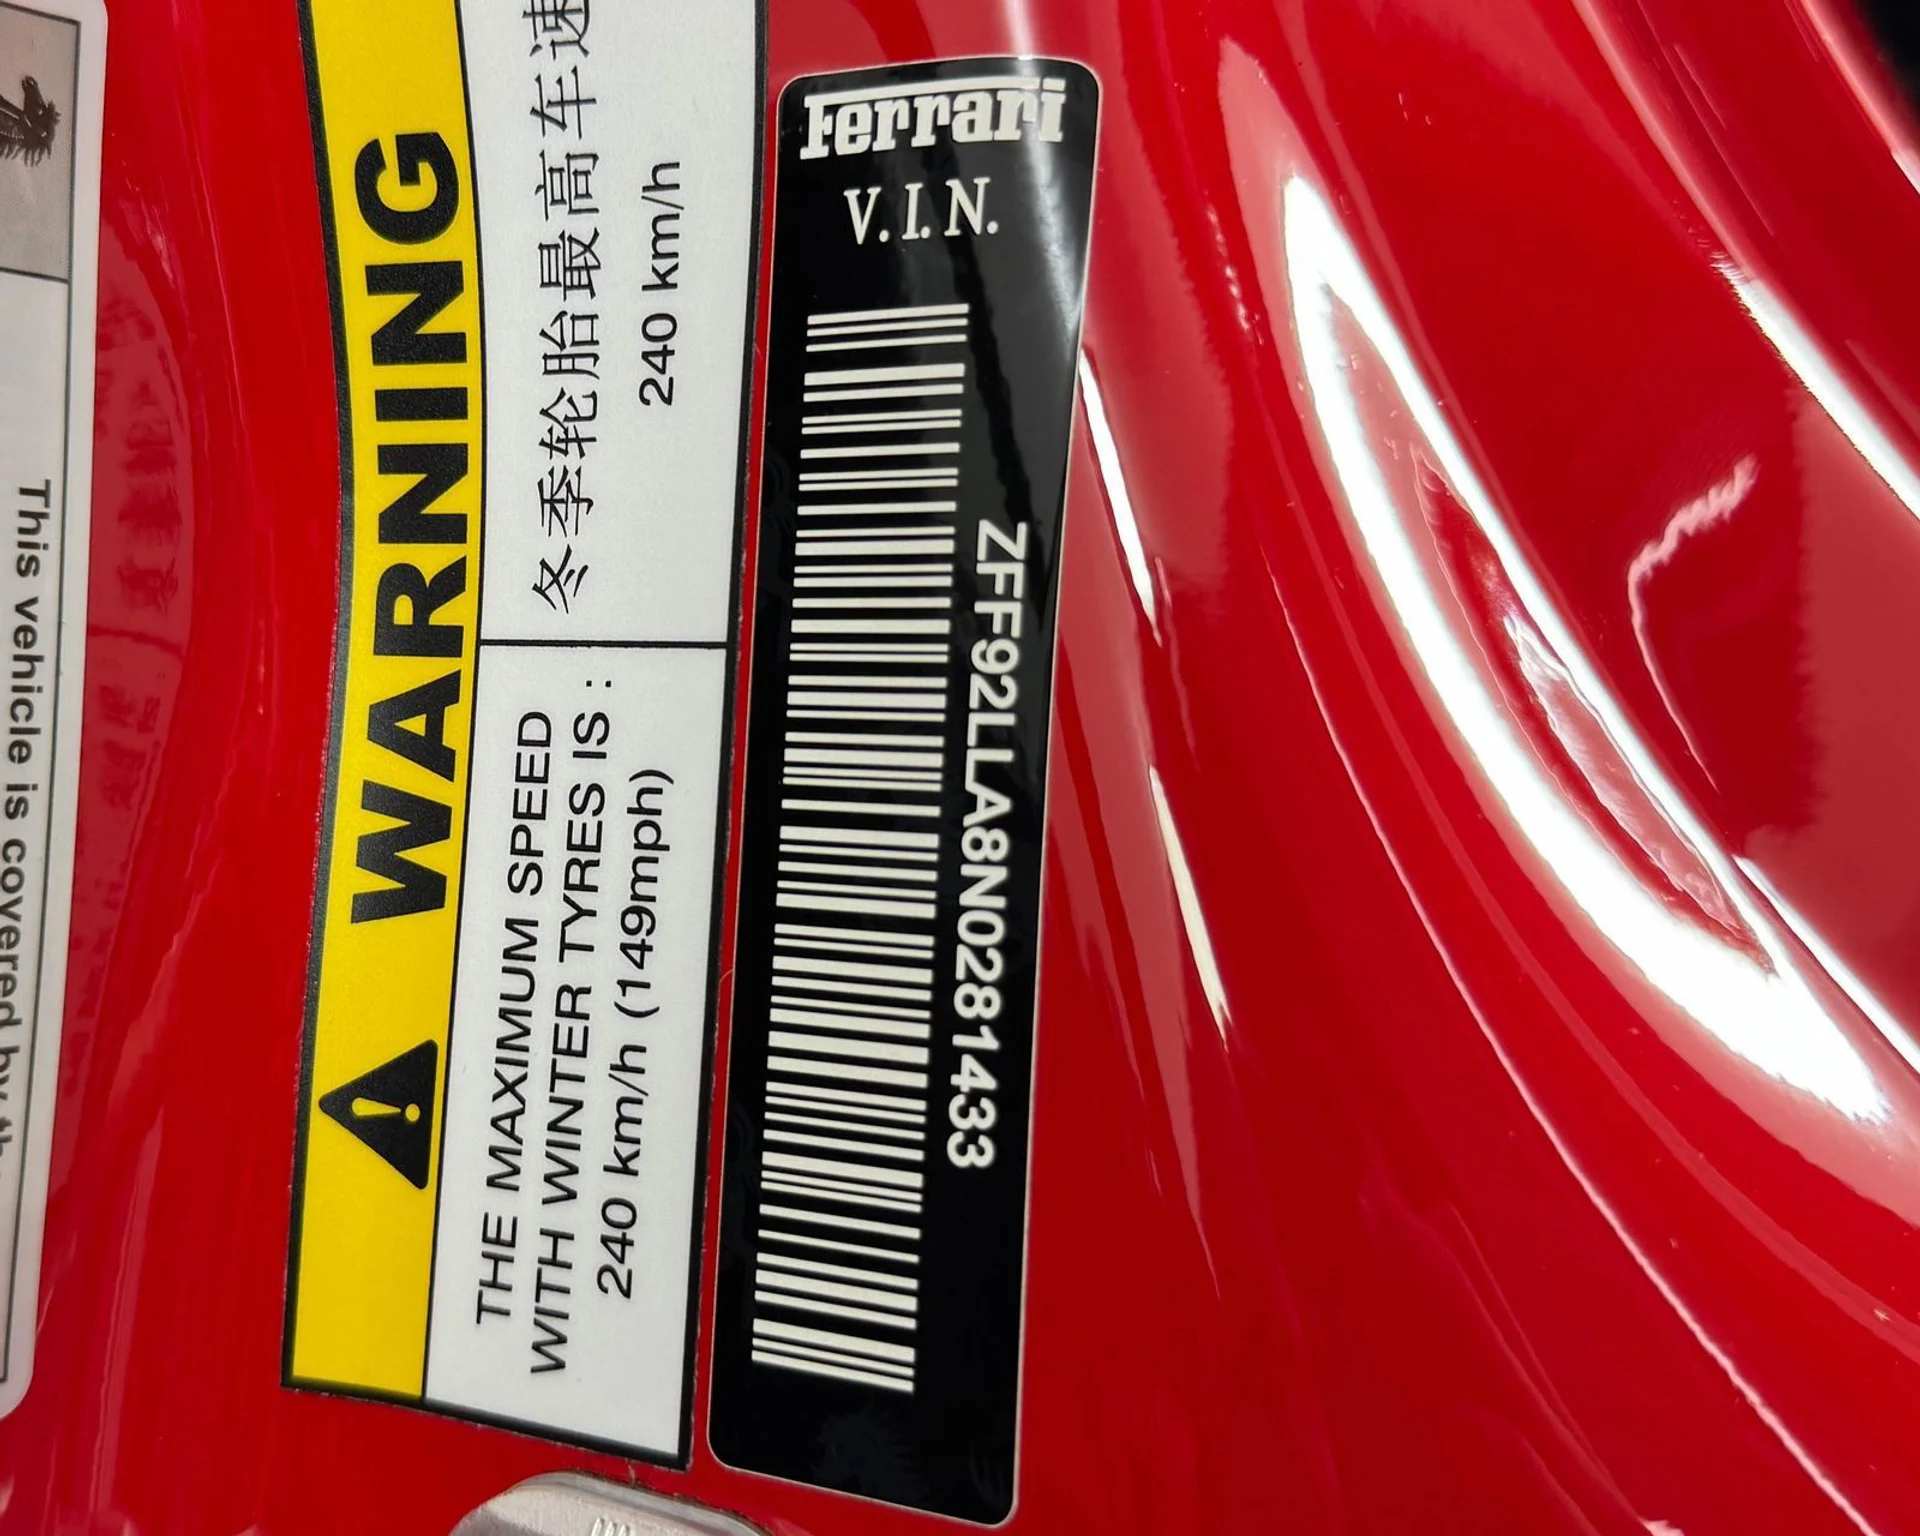 This vehicle is covered by
WARNING
冬季轮胎最高车速
240 km/h
THE MAXIMUM SPEED
WITH WINTER TYRES IS :
240 km/h (149mph)
Ferrari
V.I.N.
ZFF92LLA8N0281433